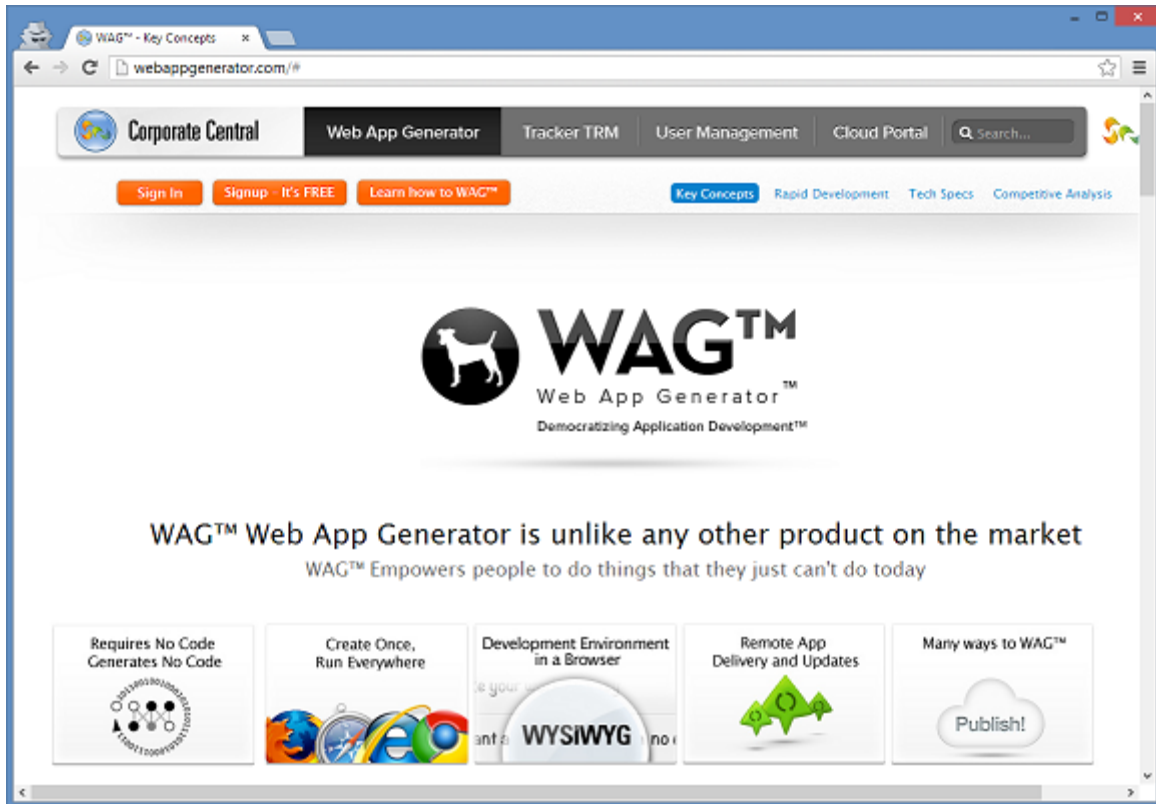 WAG™ - Key Concepts
webappgenerator.com/#
Corporate Central
Web App Generator
Tracker TRM
User Management
Cloud Portal
Search...
Sign In
Signup - It's FREE
Learn how to WAG™
Key Concepts
Rapid Development
Tech Specs
Competitive Analysis
WAG™
Web App Generator™
Democratizing Application Development™
WAG™ Web App Generator is unlike any other product on the market
WAG™ Empowers people to do things that they just can't do today
Requires No Code
Generates No Code
Create Once,
Run Everywhere
Development Environment
in a Browser
WYSIWYG
Remote App
Delivery and Updates
Many ways to WAG™
Publish!